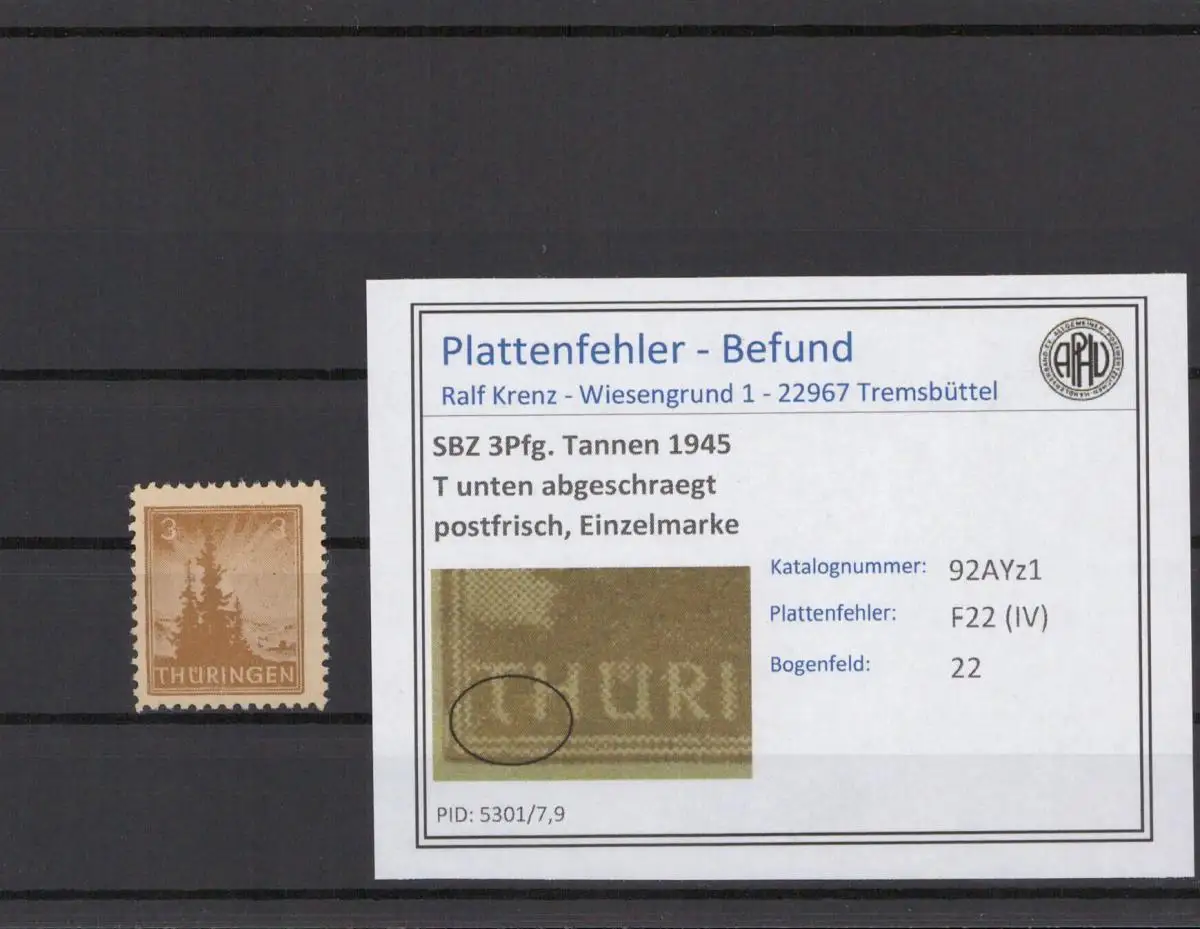 3 3
THÜRINGEN
Plattenfehler - Befund
Ralf Krenz - Wiesengrund 1 - 22967 Tremsbüttel
APHV
SBZ 3Pfg. Tannen 1945
T unten abgeschraegt
postfrisch, Einzelmarke
Katalognummer: 92AYz1
Plattenfehler: F22 (IV)
Bogenfeld: 22
THÜRI
PID: 5301/7,9